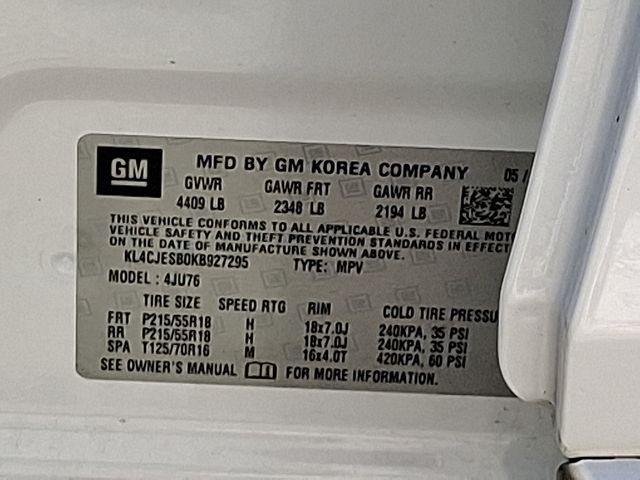 GM MFD BY GM KOREA COMPANY 05/
GVWR GAWR FRT GAWR RR
4409 LB 2348 LB 2194 LB
THIS VEHICLE CONFORMS TO ALL APPLICABLE U.S. FEDERAL MOT
VEHICLE SAFETY AND THEFT PREVENTION STANDARDS IN EFFECT
ON THE DATE OF MANUFACTURE SHOWN ABOVE.
KL4CJESB0KB927295 TYPE: MPV
MODEL : 4JU76
TIRE SIZE SPEED RTG RIM COLD TIRE PRESSU
FRT P215/55R18 H 18x7.0J 240KPA, 35 PSI
RR P215/55R18 H 18x7.0J 240KPA, 35 PSI
SPA T125/70R16 M 16x4.0T 420KPA, 60 PSI
SEE OWNER'S MANUAL FOR MORE INFORMATION.